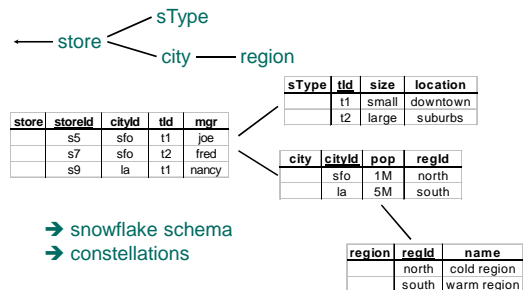 sType
store
city
region
sType tId size location
t1 small downtown
t2 large suburbs
store storeId cityId tId mgr
s5 sfo t1 joe
s7 sfo t2 fred
s9 la t1 nancy
city cityId pop regId
sfo 1M north
la 5M south
➔ snowflake schema
➔ constellations
region regId name
north cold region
south warm region